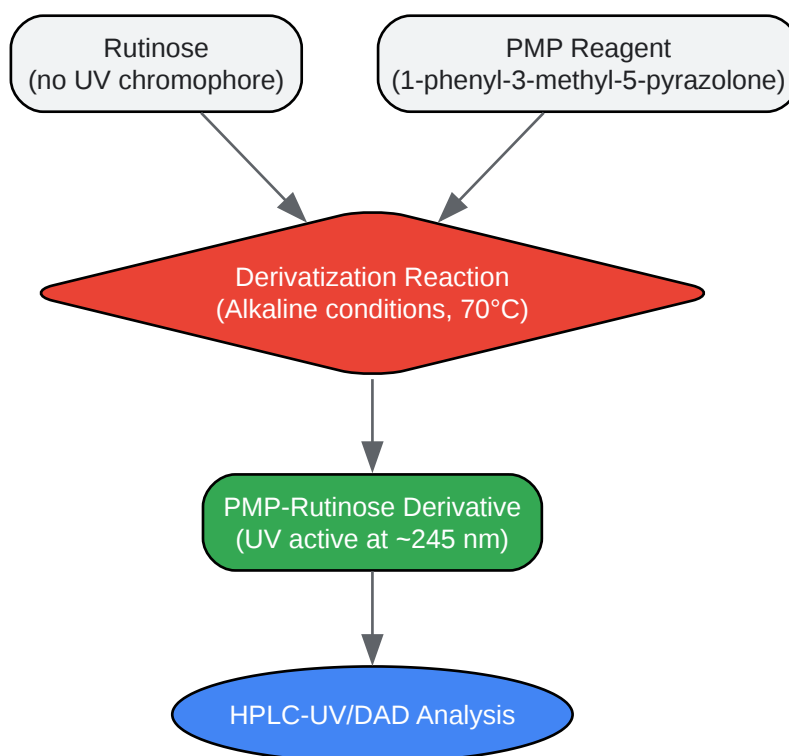 Rutinose
(no UV chromophore)
PMP Reagent
(1-phenyl-3-methyl-5-pyrazolone)
Derivatization Reaction
(Alkaline conditions, 70°C)
PMP-Rutinose Derivative
(UV active at ~245 nm)
HPLC-UV/DAD Analysis